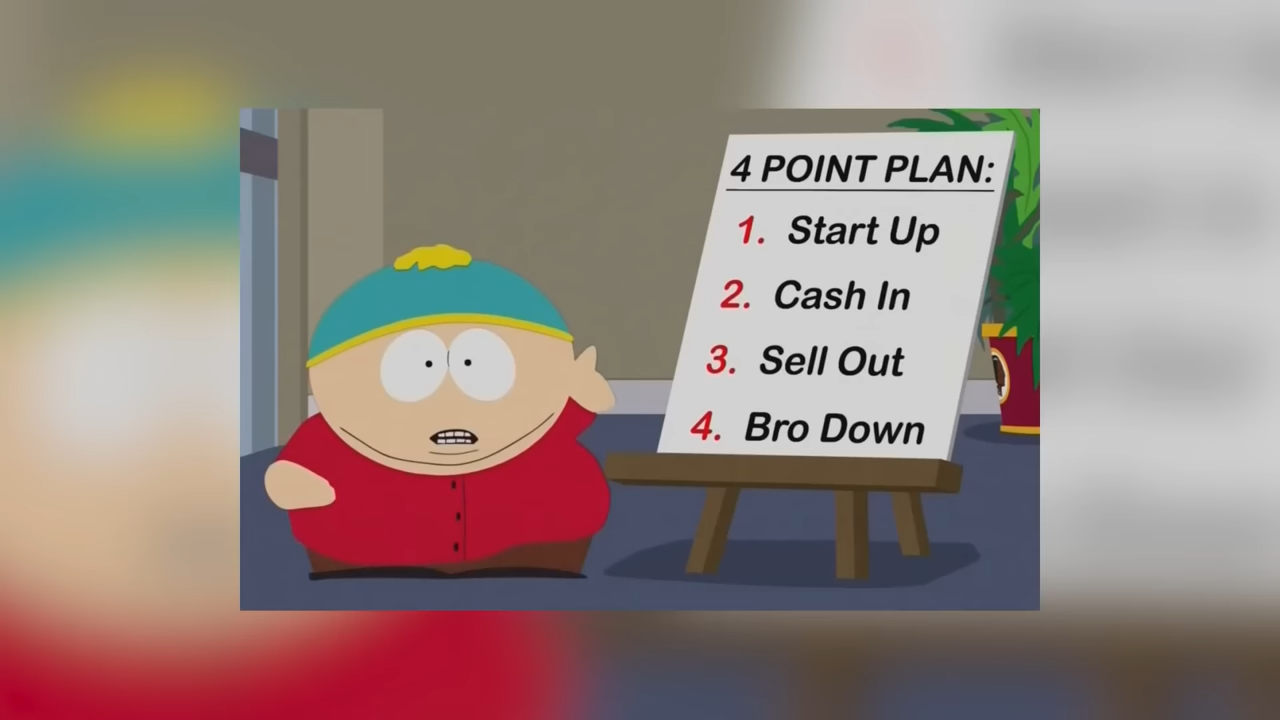 4 POINT PLAN:
1. Start Up
2. Cash In
3. Sell Out
4. Bro Down